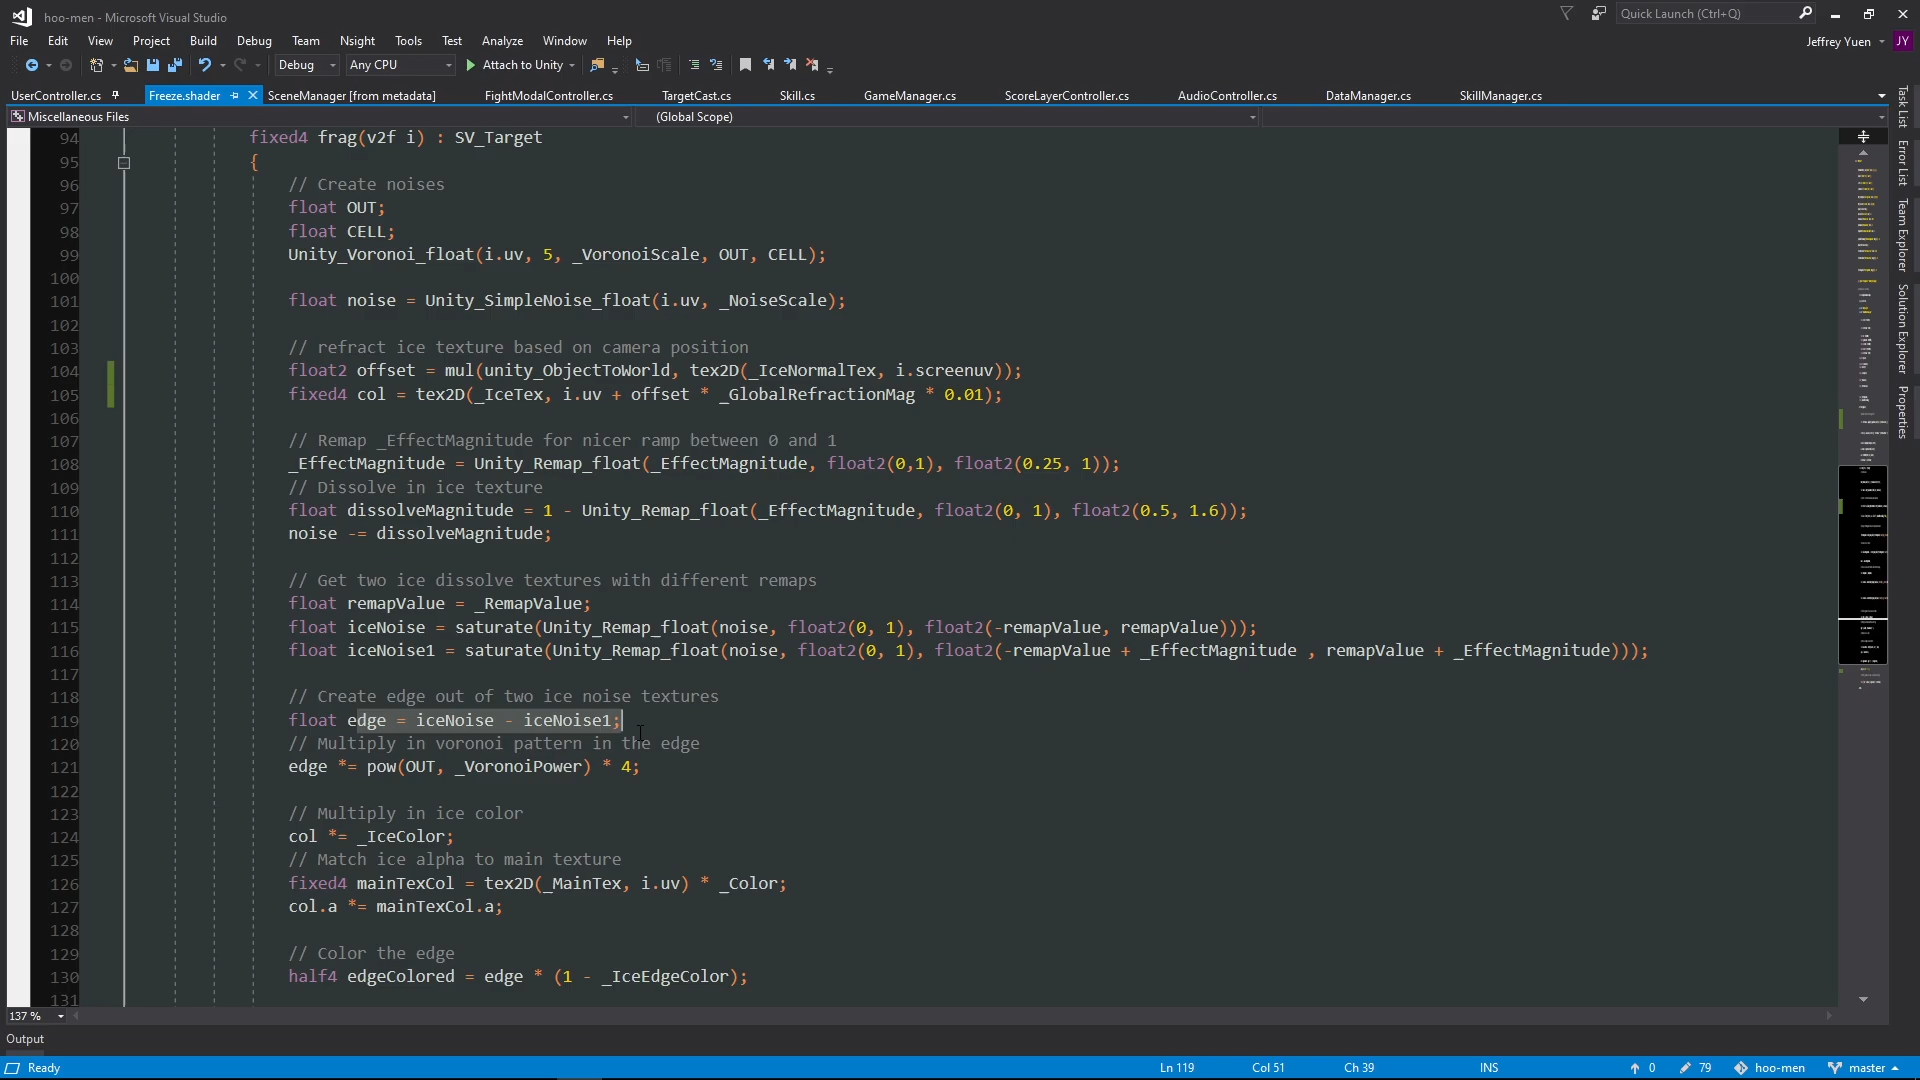 hoo-men - Microsoft Visual Studio
Quick Launch (Ctrl+Q)
File Edit View Project Build Debug Team Nsight Tools Test Analyze Window Help
Jeffrey Yuen JY
Debug Any CPU Attach to Unity
UserController.cs Freeze.shader SceneManager [from metadata] FightModalController.cs TargetCast.cs Skill.cs GameManager.cs ScoreLayerController.cs AudioController.cs DataManager.cs SkillManager.cs
Miscellaneous Files (Global Scope)
94 fixed4 frag(v2f i) : SV_Target
95 {
96 // Create noises
97 float OUT;
98 float CELL;
99 Unity_Voronoi_float(i.uv, 5, _VoronoiScale, OUT, CELL);
100
101 float noise = Unity_SimpleNoise_float(i.uv, _NoiseScale);
102
103 // refract ice texture based on camera position
104 float2 offset = mul(unity_ObjectToWorld, tex2D(_IceNormalTex, i.screenuv));
105 fixed4 col = tex2D(_IceTex, i.uv + offset * _GlobalRefractionMag * 0.01);
106
107 // Remap _EffectMagnitude for nicer ramp between 0 and 1
108 _EffectMagnitude = Unity_Remap_float(_EffectMagnitude, float2(0,1), float2(0.25, 1));
109 // Dissolve in ice texture
110 float dissolveMagnitude = 1 - Unity_Remap_float(_EffectMagnitude, float2(0, 1), float2(0.5, 1.6));
111 noise -= dissolveMagnitude;
112
113 // Get two ice dissolve textures with different remaps
114 float remapValue = _RemapValue;
115 float iceNoise = saturate(Unity_Remap_float(noise, float2(0, 1), float2(-remapValue, remapValue)));
116 float iceNoise1 = saturate(Unity_Remap_float(noise, float2(0, 1), float2(-remapValue + _EffectMagnitude , remapValue + _EffectMagnitude)));
117
118 // Create edge out of two ice noise textures
119 float edge = iceNoise - iceNoise1;
120 // Multiply in voronoi pattern in the edge
121 edge *= pow(OUT, _VoronoiPower) * 4;
122
123 // Multiply in ice color
124 col *= _IceColor;
125 // Match ice alpha to main texture
126 fixed4 mainTexCol = tex2D(_MainTex, i.uv) * _Color;
127 col.a *= mainTexCol.a;
128
129 // Color the edge
130 half4 edgeColored = edge * (1 - _IceEdgeColor);
131
Task List
Error List
Team Explorer
Solution Explorer
Properties
137 %
Output
Ready Ln 119 Col 51 Ch 39 INS 0 79 hoo-men master